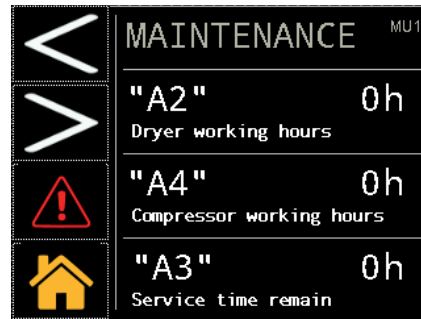 MAINTENANCE MU1
"A2" 0h
Dryer working hours
"A4" 0h
Compressor working hours
"A3" 0h
Service time remain